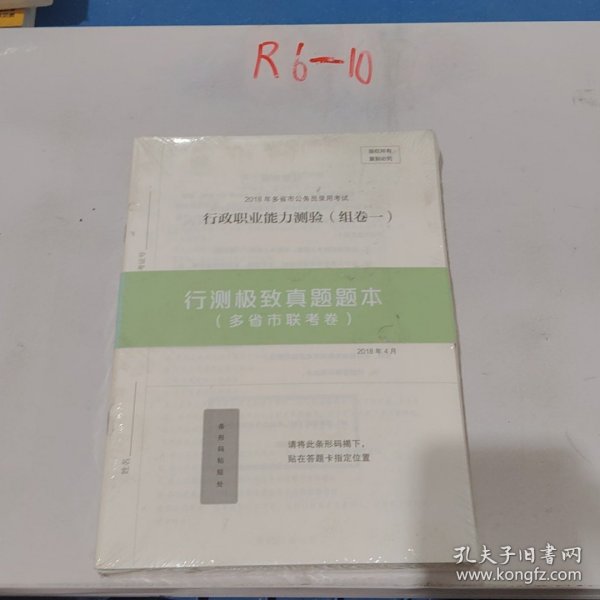 R6-10
版权所有
复制必究
2018年多省市公务员录用考试
行政职业能力测验(组卷一)
行测极致真题题本
(多省市联考卷)
2018年4月
条形码粘贴处
请将此条形码揭下,
贴在答题卡指定位置
姓名
孔夫子旧书网
www.kongfz.com